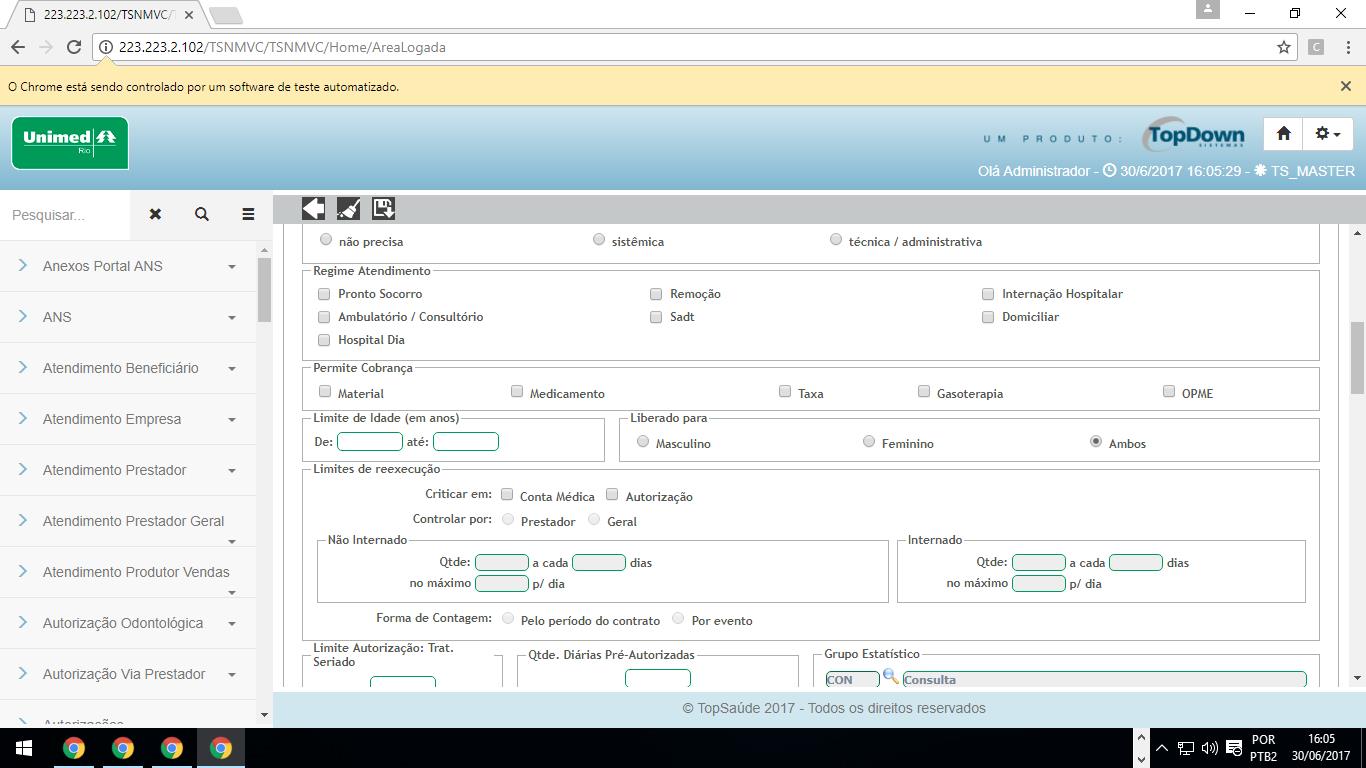 223.223.2.102/TSNMVC/T
223.223.2.102/TSNMVC/TSNMVC/Home/AreaLogada
C
O Chrome está sendo controlado por um software de teste automatizado.
Unimed
Rio
UM PRODUTO:
TopDown
SISTEMAS
Olá Administrador - 30/6/2017 16:05:29 - TS_MASTER
Pesquisar...
Anexos Portal ANS
ANS
Atendimento Beneficiário
Atendimento Empresa
Atendimento Prestador
Atendimento Prestador Geral
Atendimento Produtor Vendas
Autorização Odontológica
Autorização Via Prestador
Autorizações
não precisa sistêmica técnica / administrativa
Regime Atendimento
Pronto Socorro Remoção Internação Hospitalar
Ambulatório / Consultório Sadt Domiciliar
Hospital Dia
Permite Cobrança
Material Medicamento Taxa Gasoterapia OPME
Limite de Idade (em anos) Liberado para
De: até: Masculino Feminino Ambos
Limites de reexecução
Criticar em: Conta Médica Autorização
Controlar por: Prestador Geral
Não Internado Internado
Qtde: a cada dias Qtde: a cada dias
no máximo p/ dia no máximo p/ dia
Forma de Contagem: Pelo período do contrato Por evento
Limite Autorização: Trat.
Seriado
Qtde. Diárias Pré-Autorizadas Grupo Estatístico
CON Consulta
© TopSaúde 2017 - Todos os direitos reservados
POR
PTB2
16:05
30/06/2017